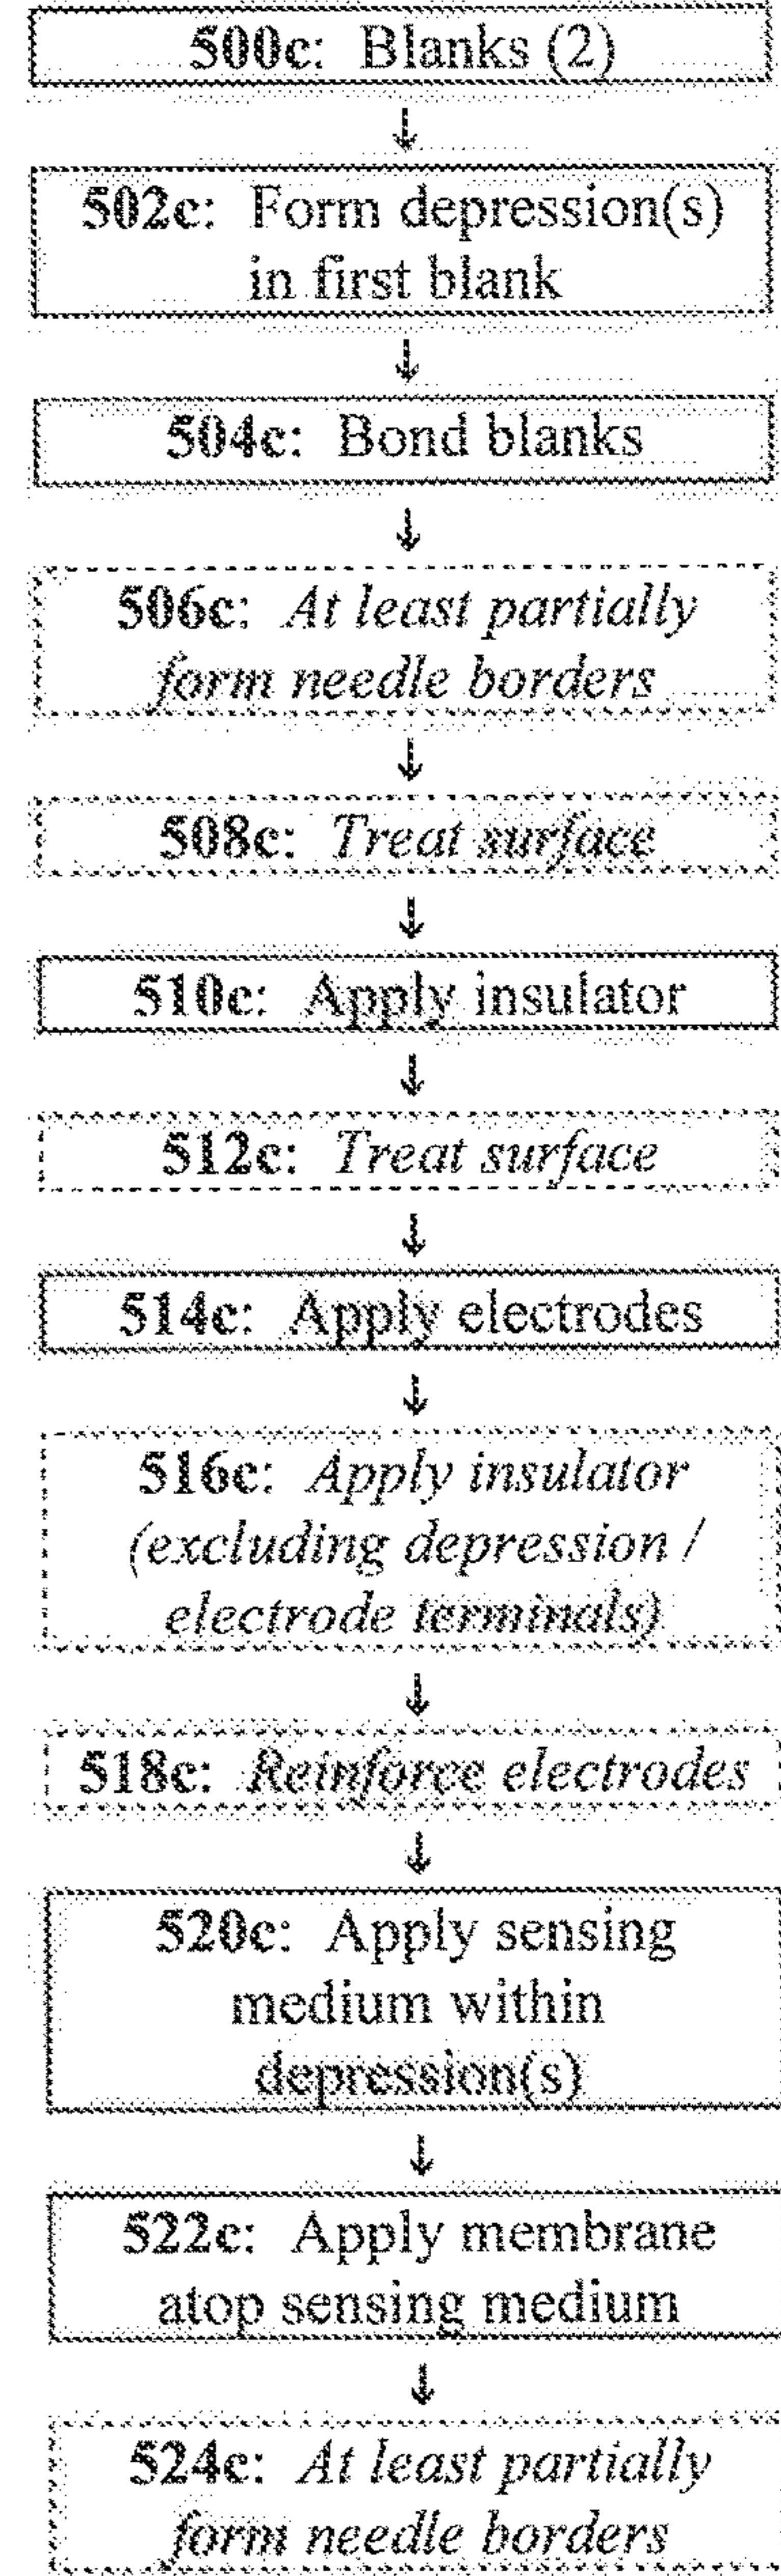 500c: Blanks (2)
502c: Form depression(s)
in first blank
504c: Bond blanks
506c: At least partially
form needle borders
508c: Treat surface
510c: Apply insulator
512c: Treat surface
514c: Apply electrodes
516c: Apply insulator
(excluding depression /
electrode terminals)
518c: Reinforce electrodes
520c: Apply sensing
medium within
depression(s)
522c: Apply membrane
atop sensing medium
524c: At least partially
form needle borders